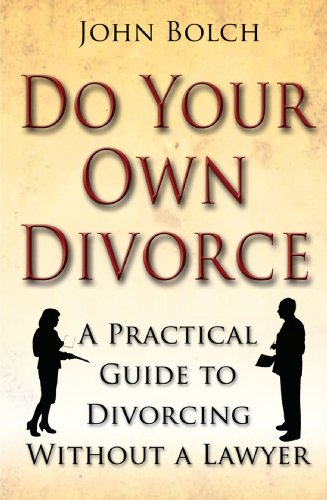 JOHN BOLCH
DO YOUR
OWN
DIVORCE
A PRACTICAL
GUIDE TO
DIVORCING
WITHOUT A LAWYER